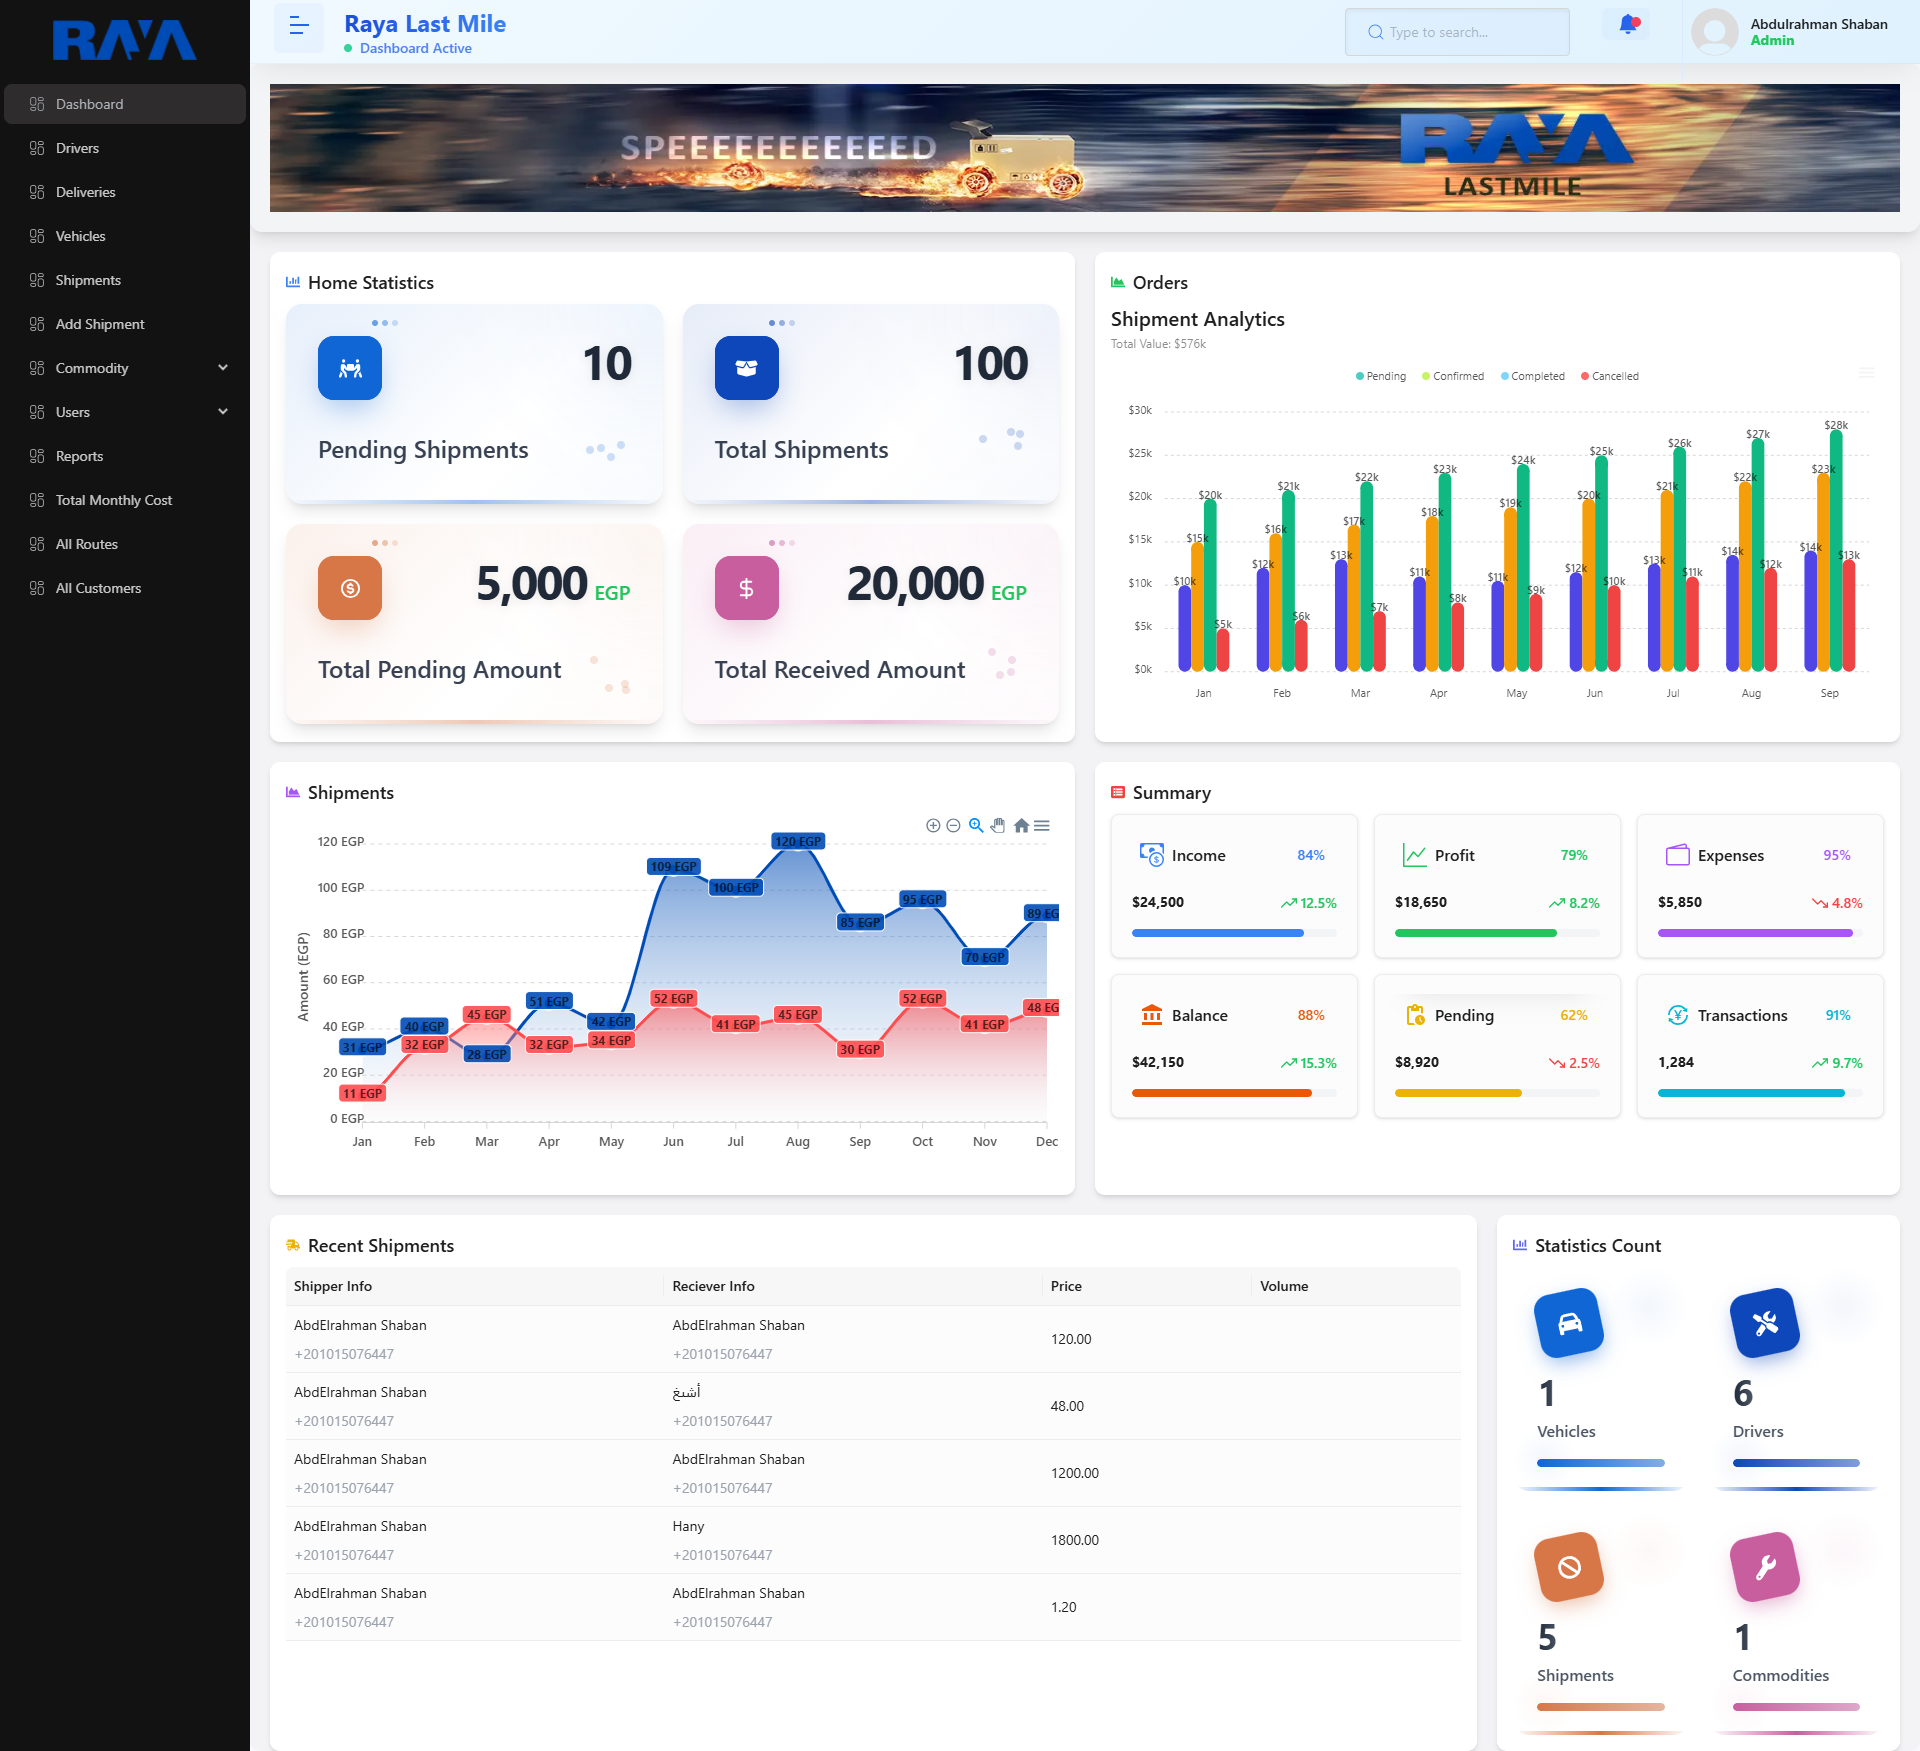 RAYA
Dashboard
Drivers
Deliveries
Vehicles
Shipments
Add Shipment
Commodity
Users
Reports
Total Monthly Cost
All Routes
All Customers
Raya Last Mile
Dashboard Active
Type to search...
Abdulrahman Shaban
Admin
SPEEEEEEEEEEED
RAYA
LASTMILE
Home Statistics
10
Pending Shipments
100
Total Shipments
5,000 EGP
Total Pending Amount
20,000 EGP
Total Received Amount
Orders
Shipment Analytics
Total Value: $576k
Pending Confirmed Completed Cancelled
$30k
$25k
$20k
$15k
$10k
$5k
$0k
$10k $15k $20k $5k
$12k $16k $21k $6k
$13k $17k $22k $7k
$11k $18k $23k $8k
$11k $19k $24k $9k
$12k $20k $25k $10k
$13k $21k $26k $11k
$14k $22k $27k $12k
$14k $23k $28k $13k
Jan Feb Mar Apr May Jun Jul Aug Sep
Shipments
Amount (EGP)
120 EGP
100 EGP
80 EGP
60 EGP
40 EGP
20 EGP
0 EGP
31 EGP 40 EGP 28 EGP 51 EGP 42 EGP 109 EGP 100 EGP 120 EGP 85 EGP 95 EGP 70 EGP 89 EG
11 EGP 32 EGP 45 EGP 32 EGP 34 EGP 52 EGP 41 EGP 45 EGP 30 EGP 52 EGP 41 EGP 48 EG
Jan Feb Mar Apr May Jun Jul Aug Sep Oct Nov Dec
Summary
Income 84%
$24,500 12.5%
Profit 79%
$18,650 8.2%
Expenses 95%
$5,850 4.8%
Balance 88%
$42,150 15.3%
Pending 62%
$8,920 2.5%
Transactions 91%
1,284 9.7%
Recent Shipments
Shipper Info Reciever Info Price Volume
AbdElrahman Shaban AbdElrahman Shaban
120.00
+201015076447 +201015076447
AbdElrahman Shaban أشىغ
48.00
+201015076447 +201015076447
AbdElrahman Shaban AbdElrahman Shaban
1200.00
+201015076447 +201015076447
AbdElrahman Shaban Hany
1800.00
+201015076447 +201015076447
AbdElrahman Shaban AbdElrahman Shaban
1.20
+201015076447 +201015076447
Statistics Count
1
Vehicles
6
Drivers
5
Shipments
1
Commodities